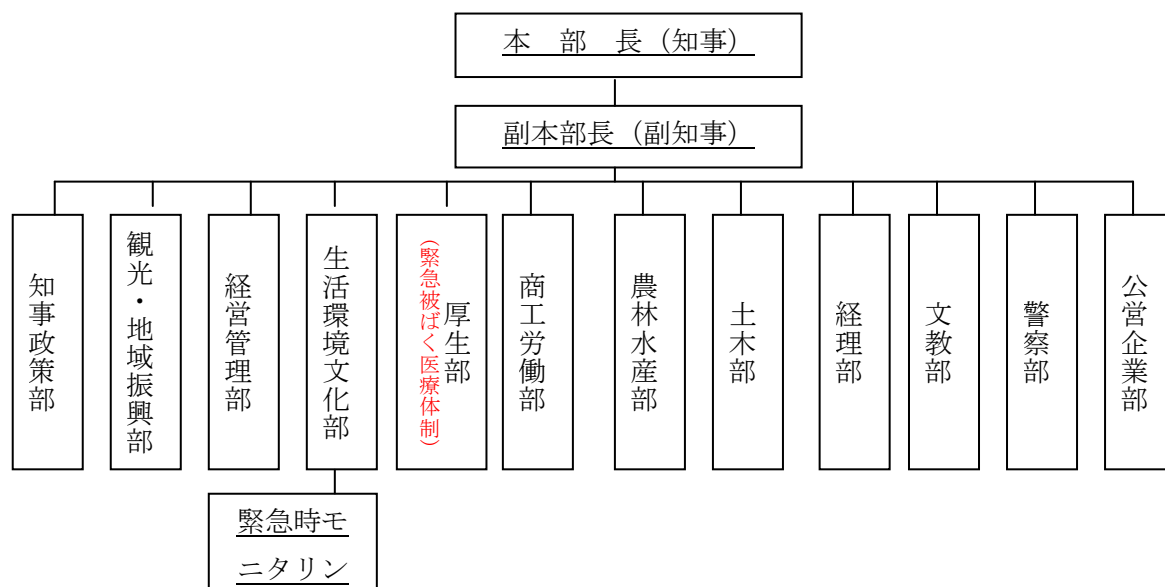 本　部　長（知事）
副本部長（副知事）
知事政策部
観光・地域振興部
経営管理部
生活環境文化部
厚生部
（緊急被ばく医療体制）
商工労働部
農林水産部
土木部
経理部
文教部
警察部
公営企業部
緊急時モ
ニタリン